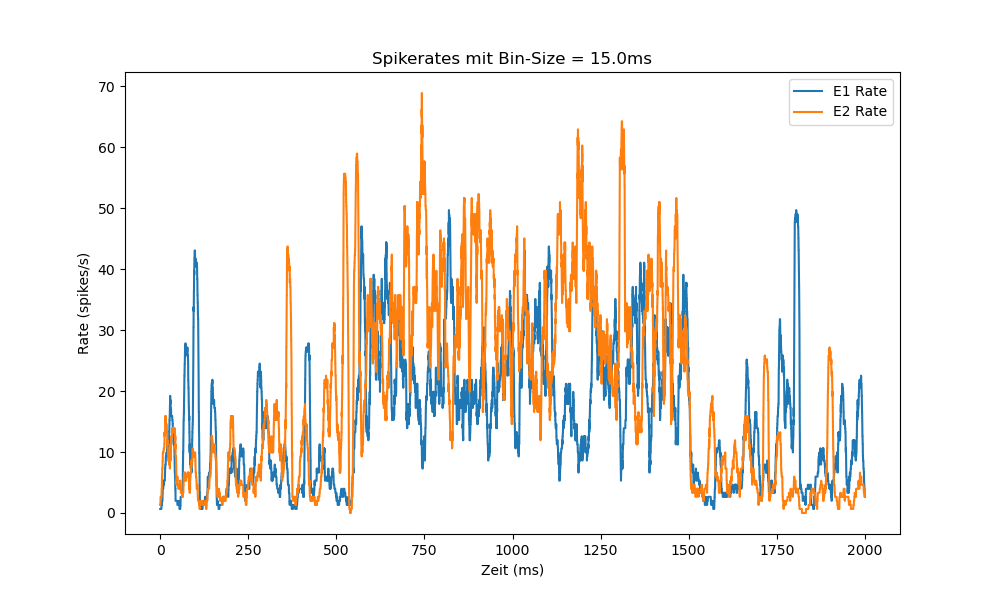 Spikerates mit Bin-Size = 15.0ms
E1 Rate
E2 Rate
Rate (spikes/s)
70
60
50
40
30
20
10
0
0 250 500 750 1000 1250 1500 1750 2000
Zeit (ms)